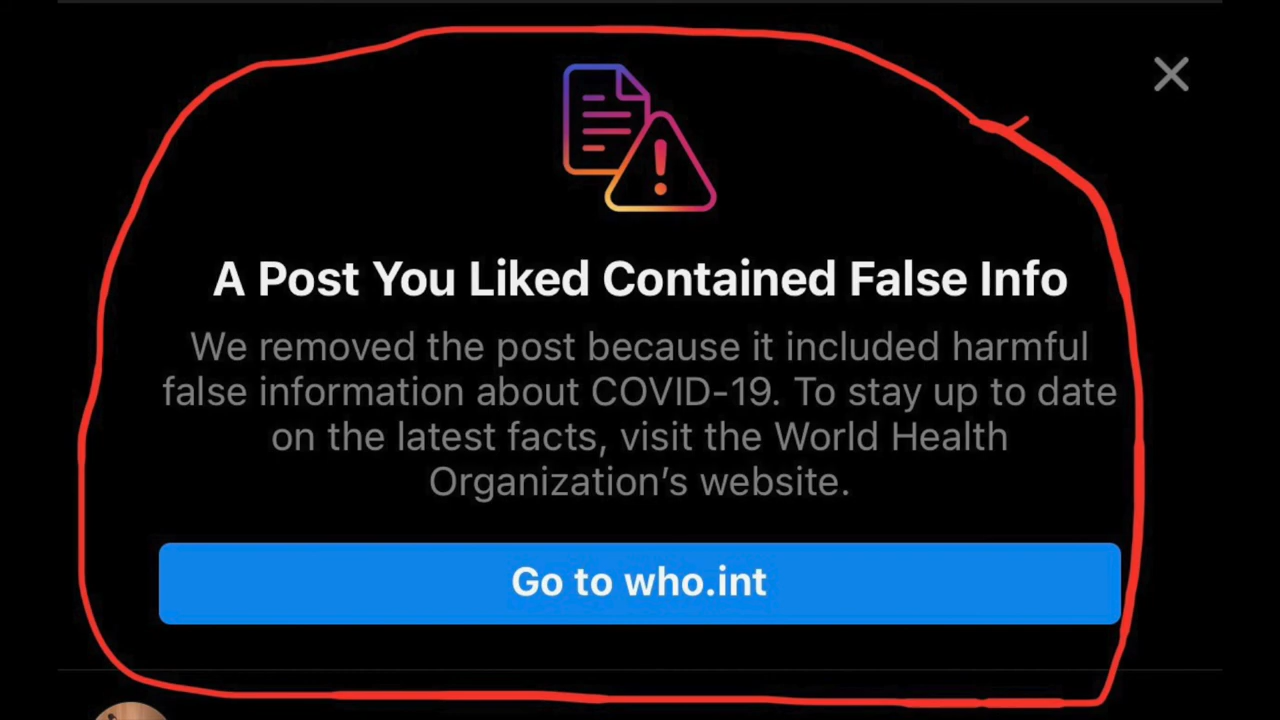 A Post You Liked Contained False Info
We removed the post because it included harmful
false information about COVID-19. To stay up to date
on the latest facts, visit the World Health
Organization’s website.
Go to who.int